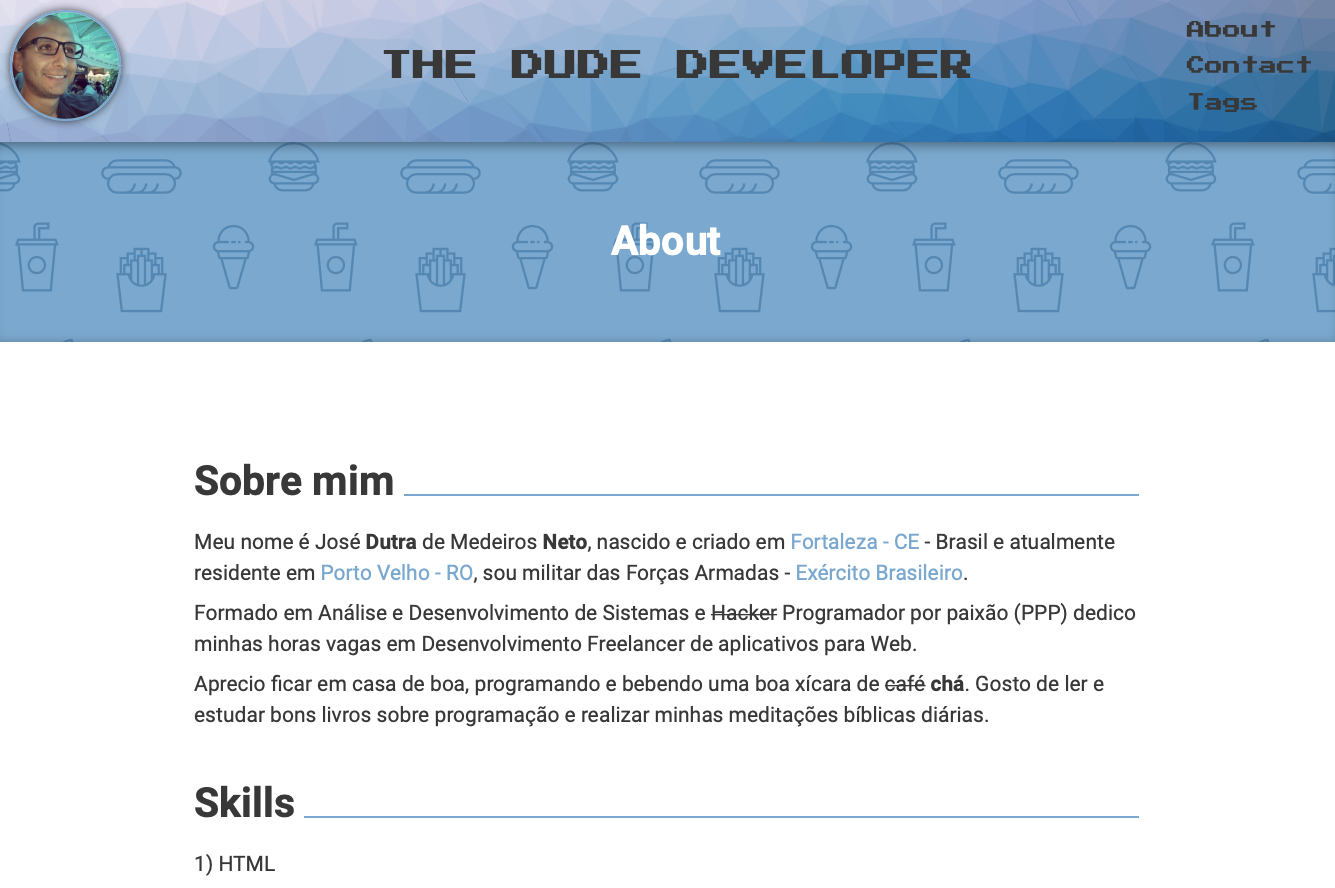 THE DUDE DEVELOPER
About
Contact
Tags
About
Sobre mim
Meu nome é José Dutra de Medeiros Neto, nascido e criado em Fortaleza - CE - Brasil e atualmente
residente em Porto Velho - RO, sou militar das Forças Armadas - Exército Brasileiro.
Formado em Análise e Desenvolvimento de Sistemas e Hacker Programador por paixão (PPP) dedico
minhas horas vagas em Desenvolvimento Freelancer de aplicativos para Web.
Aprecio ficar em casa de boa, programando e bebendo uma boa xícara de café chá. Gosto de ler e
estudar bons livros sobre programação e realizar minhas meditações bíblicas diárias.
Skills
1) HTML